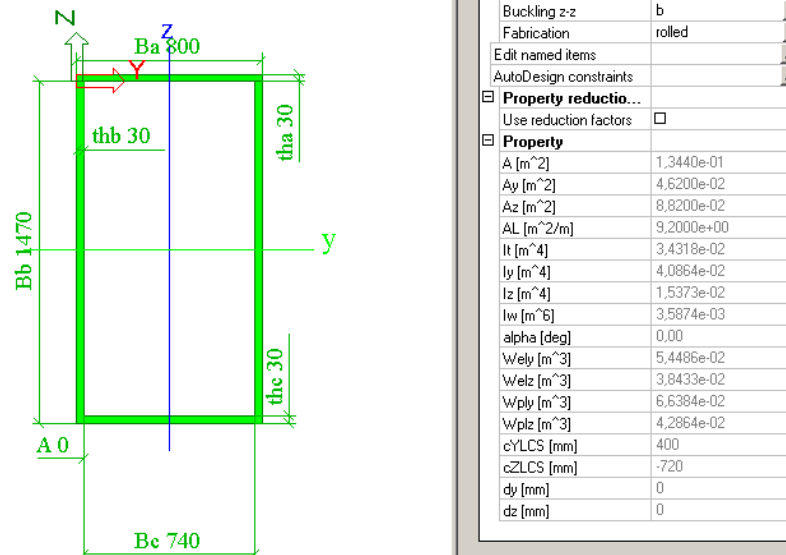 Z
z
Ba 800
Y
thb 30
tha 30
Bb 1470
y
thc 30
A 0
Bc 740
Buckling z-z b
Fabrication rolled
Edit named items
AutoDesign constraints
Property reductio...
Use reduction factors
Property
A [m^2] 1,3440e-01
Ay [m^2] 4,6200e-02
Az [m^2] 8,8200e-02
AL [m^2/m] 9,2000e+00
It [m^4] 3,4318e-02
Iy [m^4] 4,0864e-02
Iz [m^4] 1,5373e-02
Iw [m^6] 3,5874e-03
alpha [deg] 0,00
Wely [m^3] 5,4486e-02
Welz [m^3] 3,8433e-02
Wply [m^3] 6,6384e-02
Wplz [m^3] 4,2864e-02
cYLCS [mm] 400
cZLCS [mm] -720
dy [mm] 0
dz [mm] 0